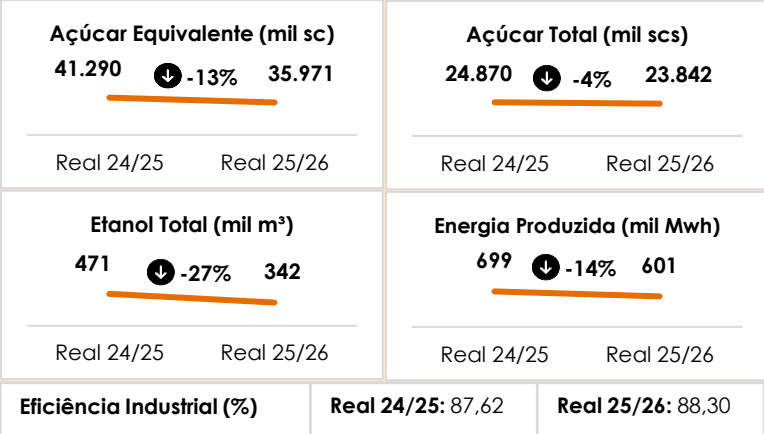 Açúcar Equivalente (mil sc)
41.290 -13% 35.971
Real 24/25 Real 25/26
Açúcar Total (mil scs)
24.870 -4% 23.842
Real 24/25 Real 25/26
Etanol Total (mil m³)
471 -27% 342
Real 24/25 Real 25/26
Energia Produzida (mil Mwh)
699 -14% 601
Real 24/25 Real 25/26
Eficiência Industrial (%) Real 24/25: 87,62 Real 25/26: 88,30